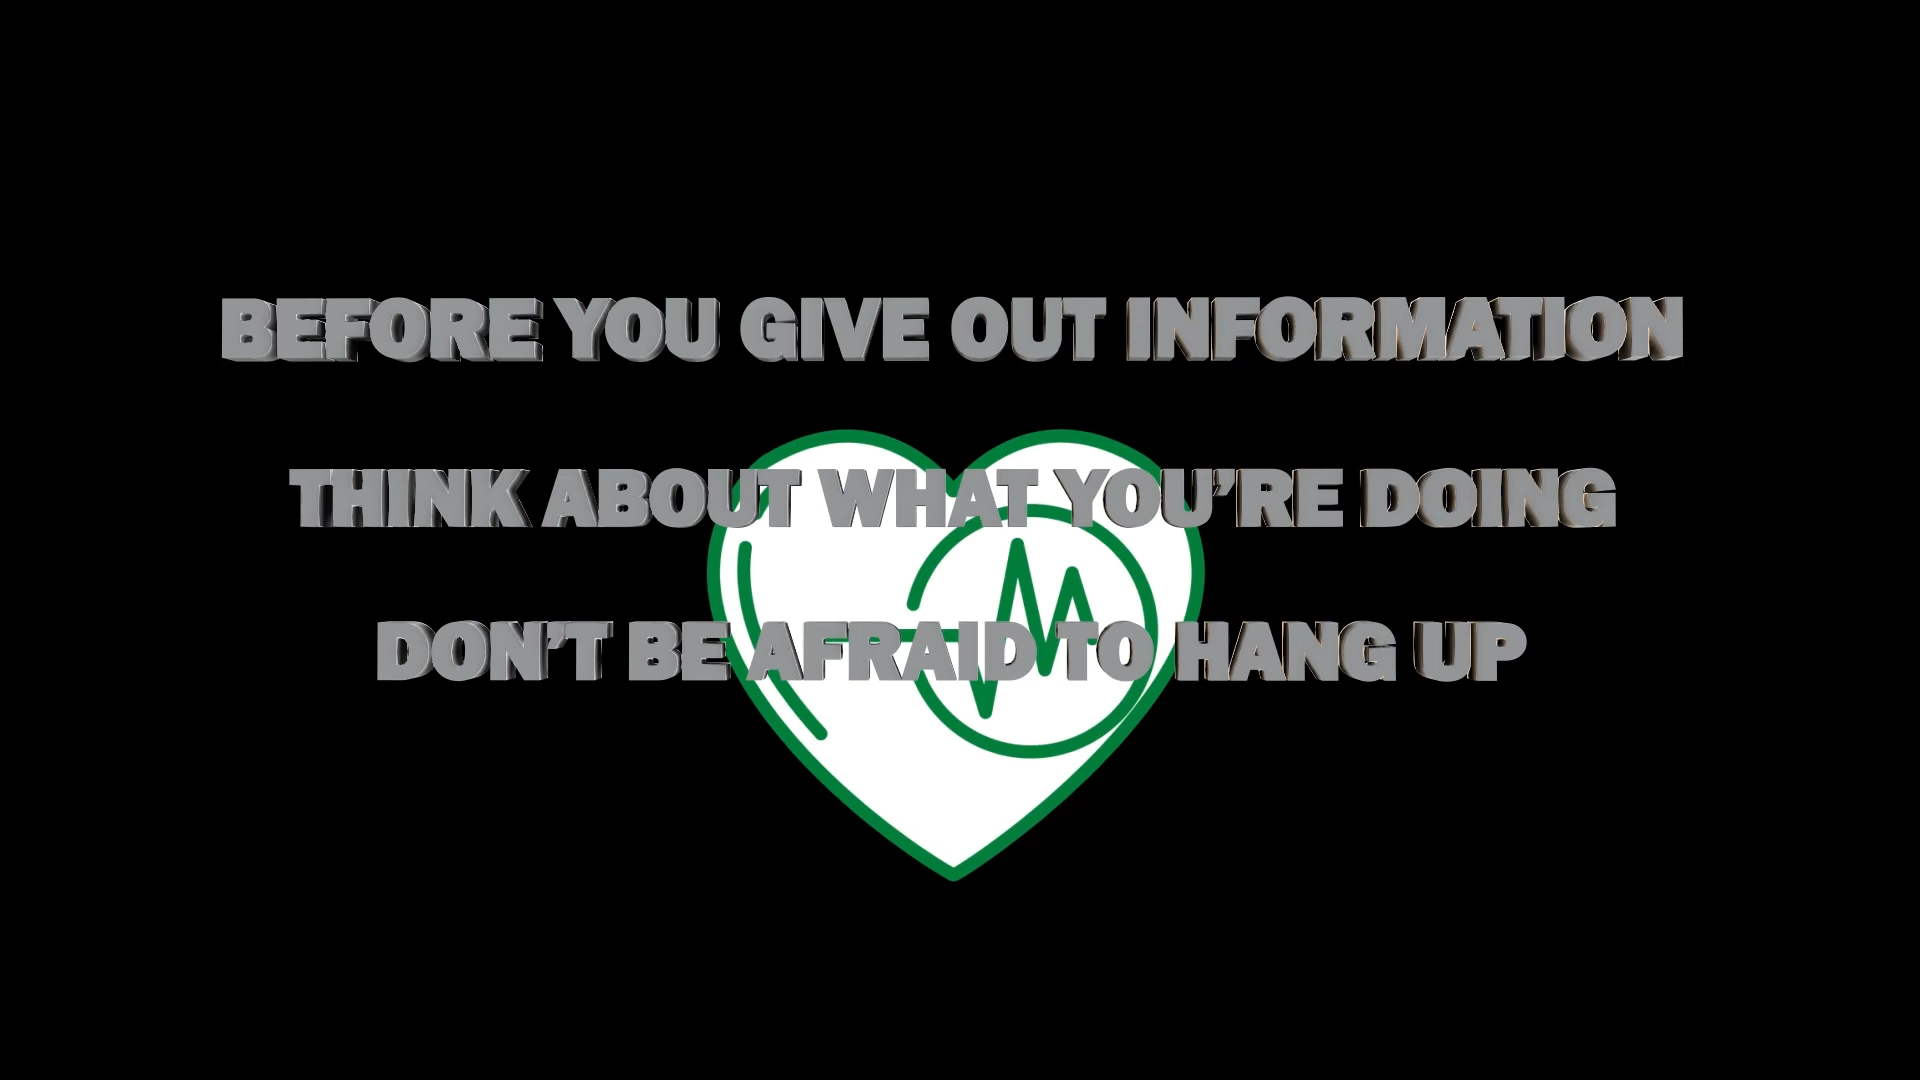 BEFORE YOU GIVE OUT INFORMATION
THINK ABOUT WHAT YOU’RE DOING
DON’T BE AFRAID TO HANG UP